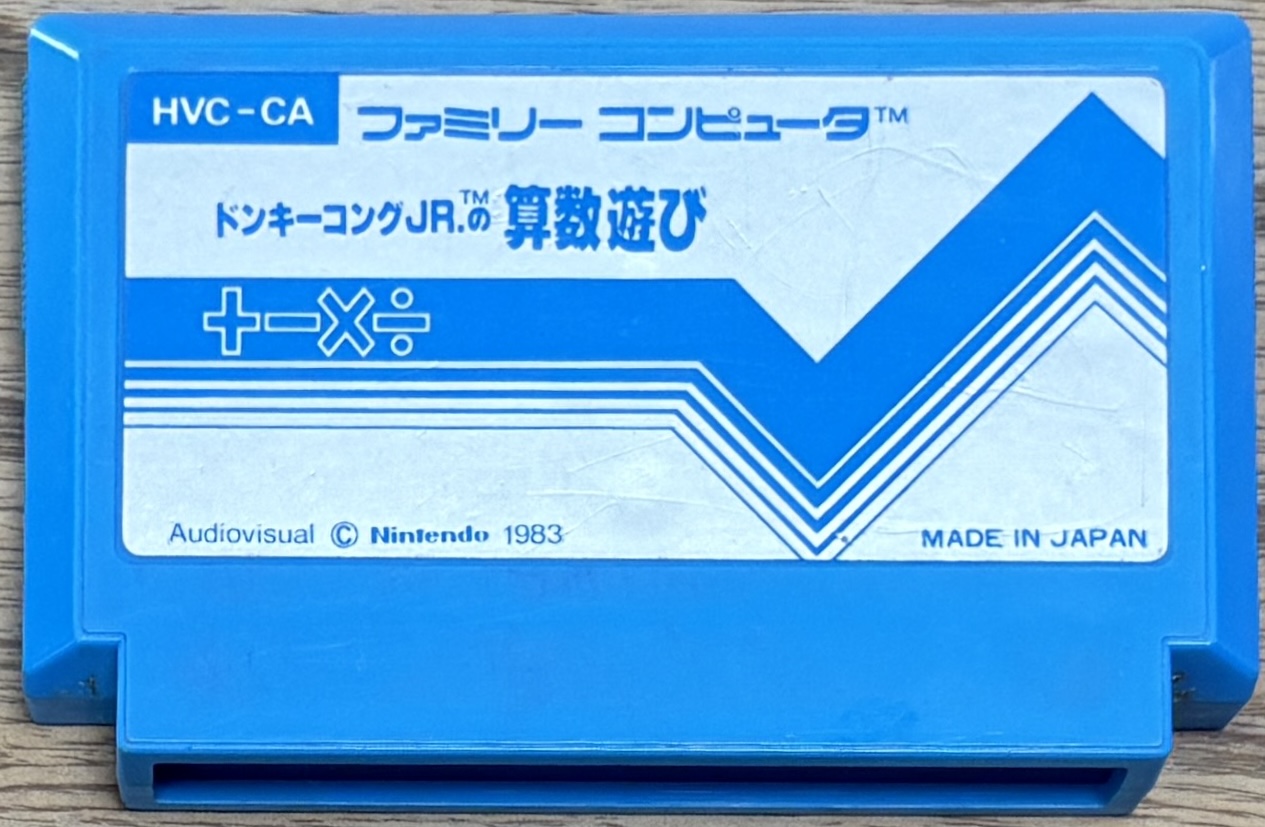 HVC-CA
ファミリー コンピュータ™
ドンキーコングJR.™の 算数遊び
+−×÷
Audiovisual © Nintendo 1983
MADE IN JAPAN